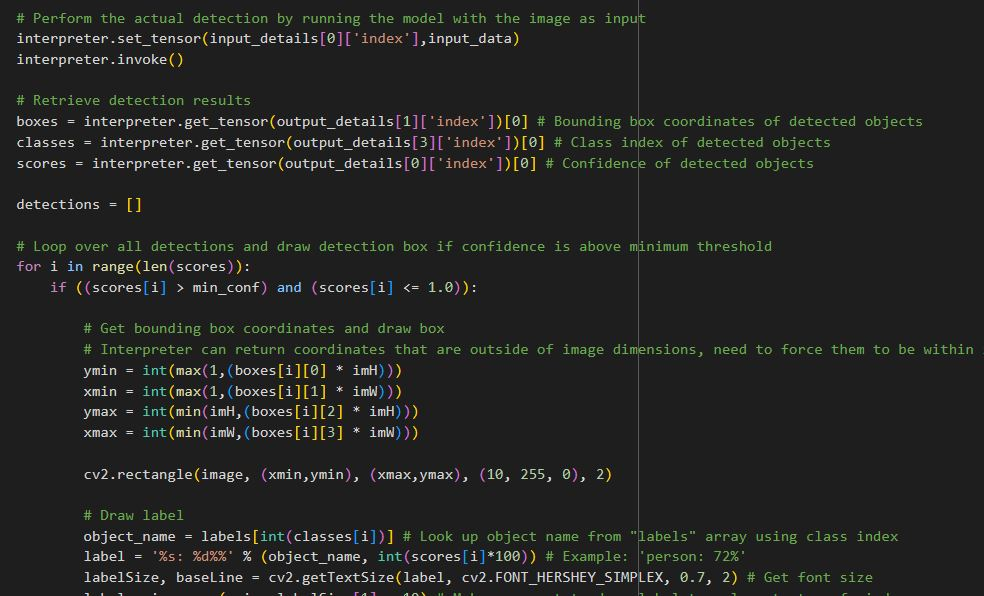 # Perform the actual detection by running the model with the image as input
interpreter.set_tensor(input_details[0]['index'],input_data)
interpreter.invoke()
# Retrieve detection results
boxes = interpreter.get_tensor(output_details[1]['index'])[0] # Bounding box coordinates of detected objects
classes = interpreter.get_tensor(output_details[3]['index'])[0] # Class index of detected objects
scores = interpreter.get_tensor(output_details[0]['index'])[0] # Confidence of detected objects
detections = []
# Loop over all detections and draw detection box if confidence is above minimum threshold
for i in range(len(scores)):
    if ((scores[i] > min_conf) and (scores[i] <= 1.0)):
        # Get bounding box coordinates and draw box
        # Interpreter can return coordinates that are outside of image dimensions, need to force them to be within
        ymin = int(max(1,(boxes[i][0] * imH)))
        xmin = int(max(1,(boxes[i][1] * imW)))
        ymax = int(min(imH,(boxes[i][2] * imH)))
        xmax = int(min(imW,(boxes[i][3] * imW)))
        cv2.rectangle(image, (xmin,ymin), (xmax,ymax), (10, 255, 0), 2)
        # Draw label
        object_name = labels[int(classes[i])] # Look up object name from "labels" array using class index
        label = '%s: %d%%' % (object_name, int(scores[i]*100)) # Example: 'person: 72%'
        labelSize, baseLine = cv2.getTextSize(label, cv2.FONT_HERSHEY_SIMPLEX, 0.7, 2) # Get font size